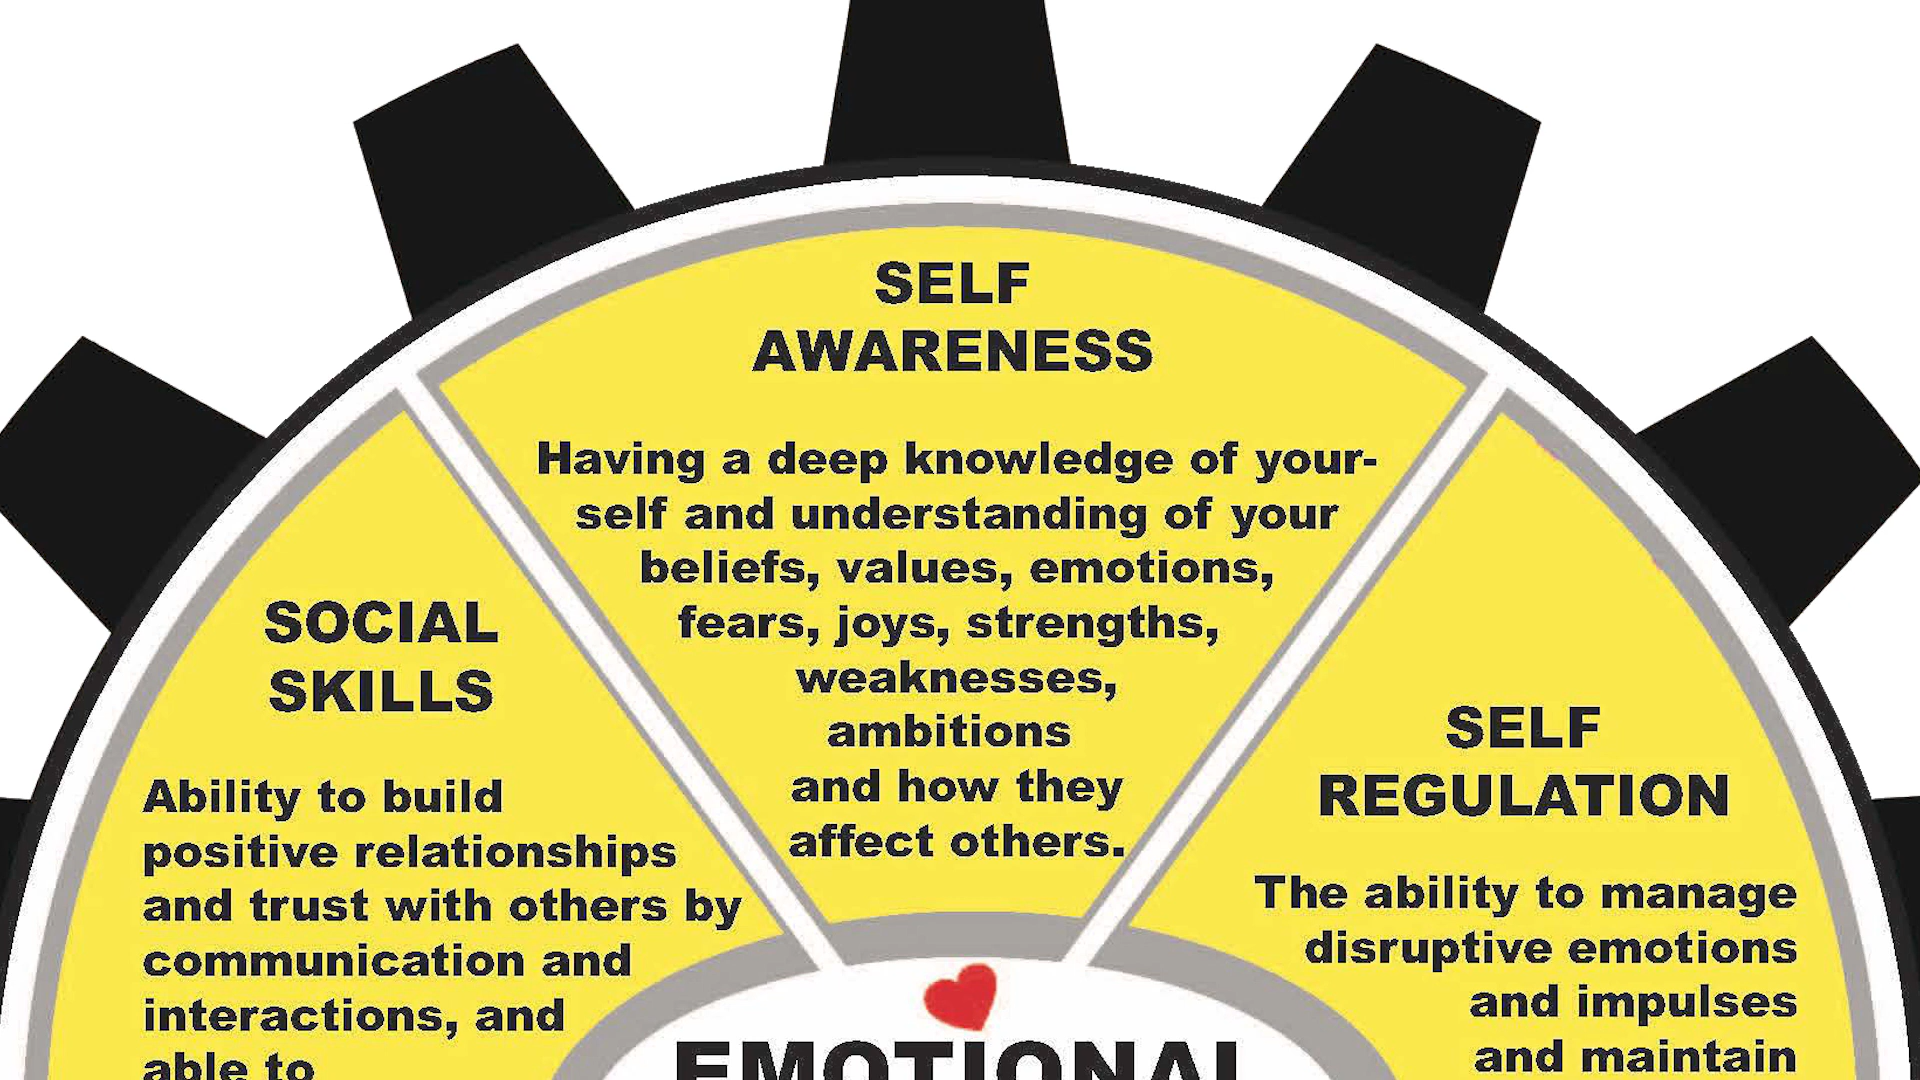 SELF
AWARENESS
Having a deep knowledge of your-
self and understanding of your
beliefs, values, emotions,
fears, joys, strengths,
weaknesses,
ambitions
and how they
affect others.
SOCIAL
SKILLS
Ability to build
positive relationships
and trust with others by
communication and
interactions, and
able to
SELF
REGULATION
The ability to manage
disruptive emotions
and impulses
and maintain
EMOTIONAL